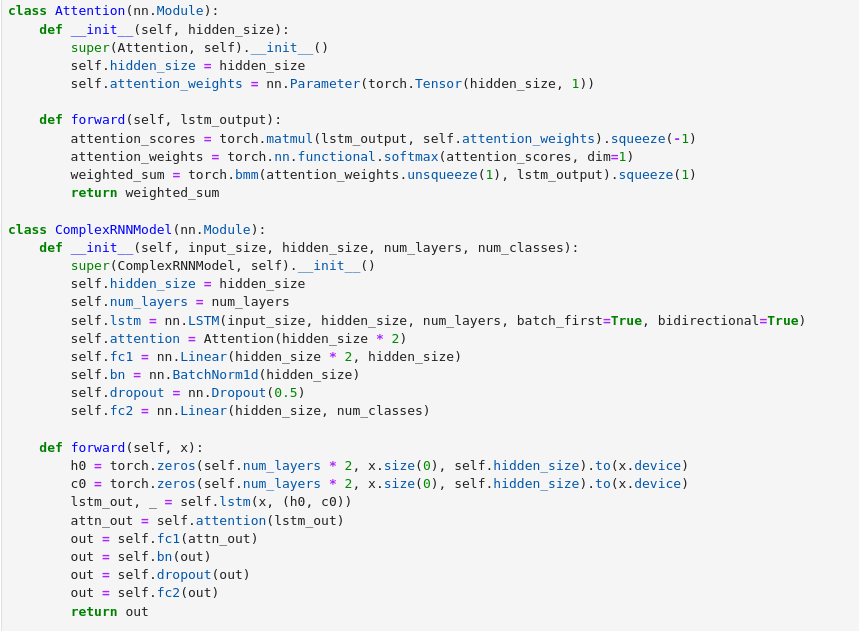 class Attention(nn.Module):
    def __init__(self, hidden_size):
        super(Attention, self).__init__()
        self.hidden_size = hidden_size
        self.attention_weights = nn.Parameter(torch.Tensor(hidden_size, 1))

    def forward(self, lstm_output):
        attention_scores = torch.matmul(lstm_output, self.attention_weights).squeeze(-1)
        attention_weights = torch.nn.functional.softmax(attention_scores, dim=1)
        weighted_sum = torch.bmm(attention_weights.unsqueeze(1), lstm_output).squeeze(1)
        return weighted_sum

class ComplexRNNModel(nn.Module):
    def __init__(self, input_size, hidden_size, num_layers, num_classes):
        super(ComplexRNNModel, self).__init__()
        self.hidden_size = hidden_size
        self.num_layers = num_layers
        self.lstm = nn.LSTM(input_size, hidden_size, num_layers, batch_first=True, bidirectional=True)
        self.attention = Attention(hidden_size * 2)
        self.fc1 = nn.Linear(hidden_size * 2, hidden_size)
        self.bn = nn.BatchNorm1d(hidden_size)
        self.dropout = nn.Dropout(0.5)
        self.fc2 = nn.Linear(hidden_size, num_classes)

    def forward(self, x):
        h0 = torch.zeros(self.num_layers * 2, x.size(0), self.hidden_size).to(x.device)
        c0 = torch.zeros(self.num_layers * 2, x.size(0), self.hidden_size).to(x.device)
        lstm_out, _ = self.lstm(x, (h0, c0))
        attn_out = self.attention(lstm_out)
        out = self.fc1(attn_out)
        out = self.bn(out)
        out = self.dropout(out)
        out = self.fc2(out)
        return out